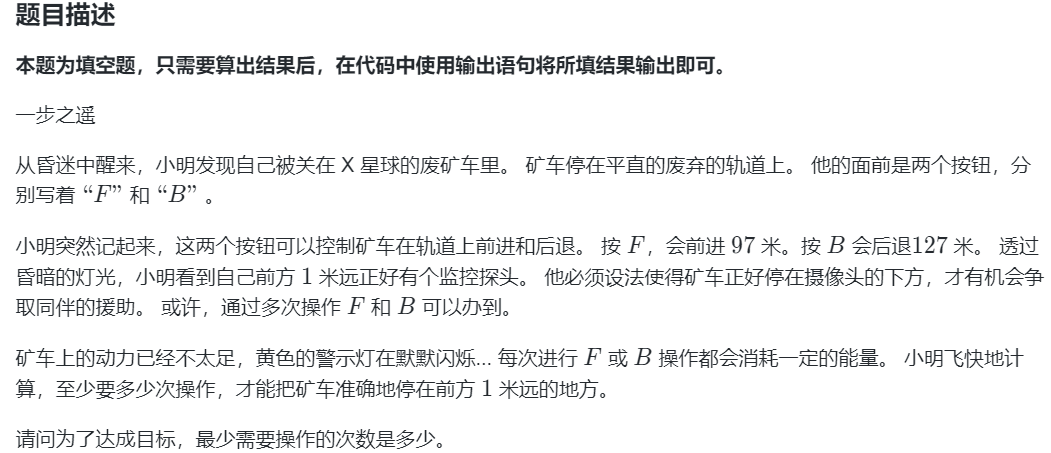 题目描述
本题为填空题，只需要算出结果后，在代码中使用输出语句将所填结果输出即可。
一步之遥
从昏迷中醒来，小明发现自己被关在 X 星球的废矿车里。 矿车停在平直的废弃的轨道上。 他的面前是两个按钮，分
别写着 “F” 和 “B” 。
小明突然记起来，这两个按钮可以控制矿车在轨道上前进和后退。 按 F，会前进 97 米。按 B 会后退127 米。 透过
昏暗的灯光，小明看到自己前方 1 米远正好有个监控探头。 他必须设法使得矿车正好停在摄像头的下方，才有机会争
取同伴的援助。 或许，通过多次操作 F 和 B 可以办到。
矿车上的动力已经不太足，黄色的警示灯在默默闪烁... 每次进行 F 或 B 操作都会消耗一定的能量。 小明飞快地计
算，至少要多少次操作，才能把矿车准确地停在前方 1 米远的地方。
请问为了达成目标，最少需要操作的次数是多少。